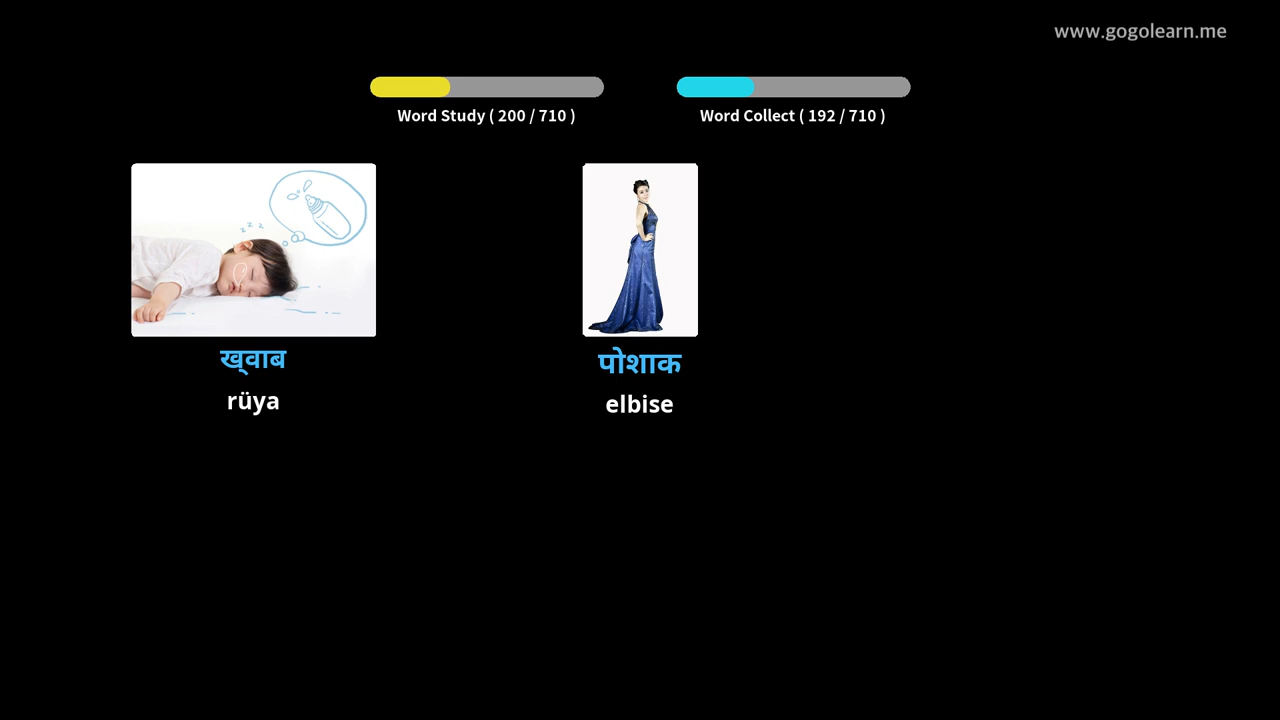 www.gogolearn.me
Word Study ( 200 / 710 )
Word Collect ( 192 / 710 )
z z z
ख्वाब
rüya
पोशाक
elbise